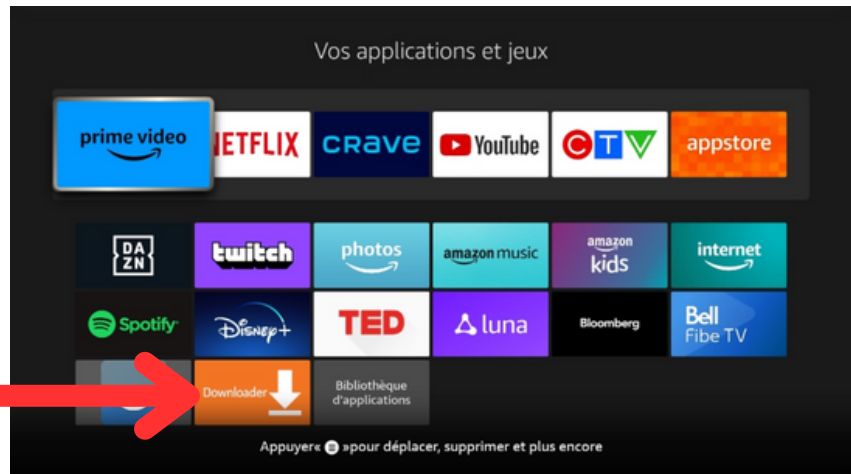 Vos applications et jeux
prime video
NETFLIX
CRAVE
YouTube
CTV
appstore
DAZN
twitch
photos
amazon music
amazon kids
internet
Spotify
Disney+
TED
luna
Bloomberg
Bell Fibe TV
Downloader
Bibliothèque
d'applications
Appuyer« »pour déplacer, supprimer et plus encore